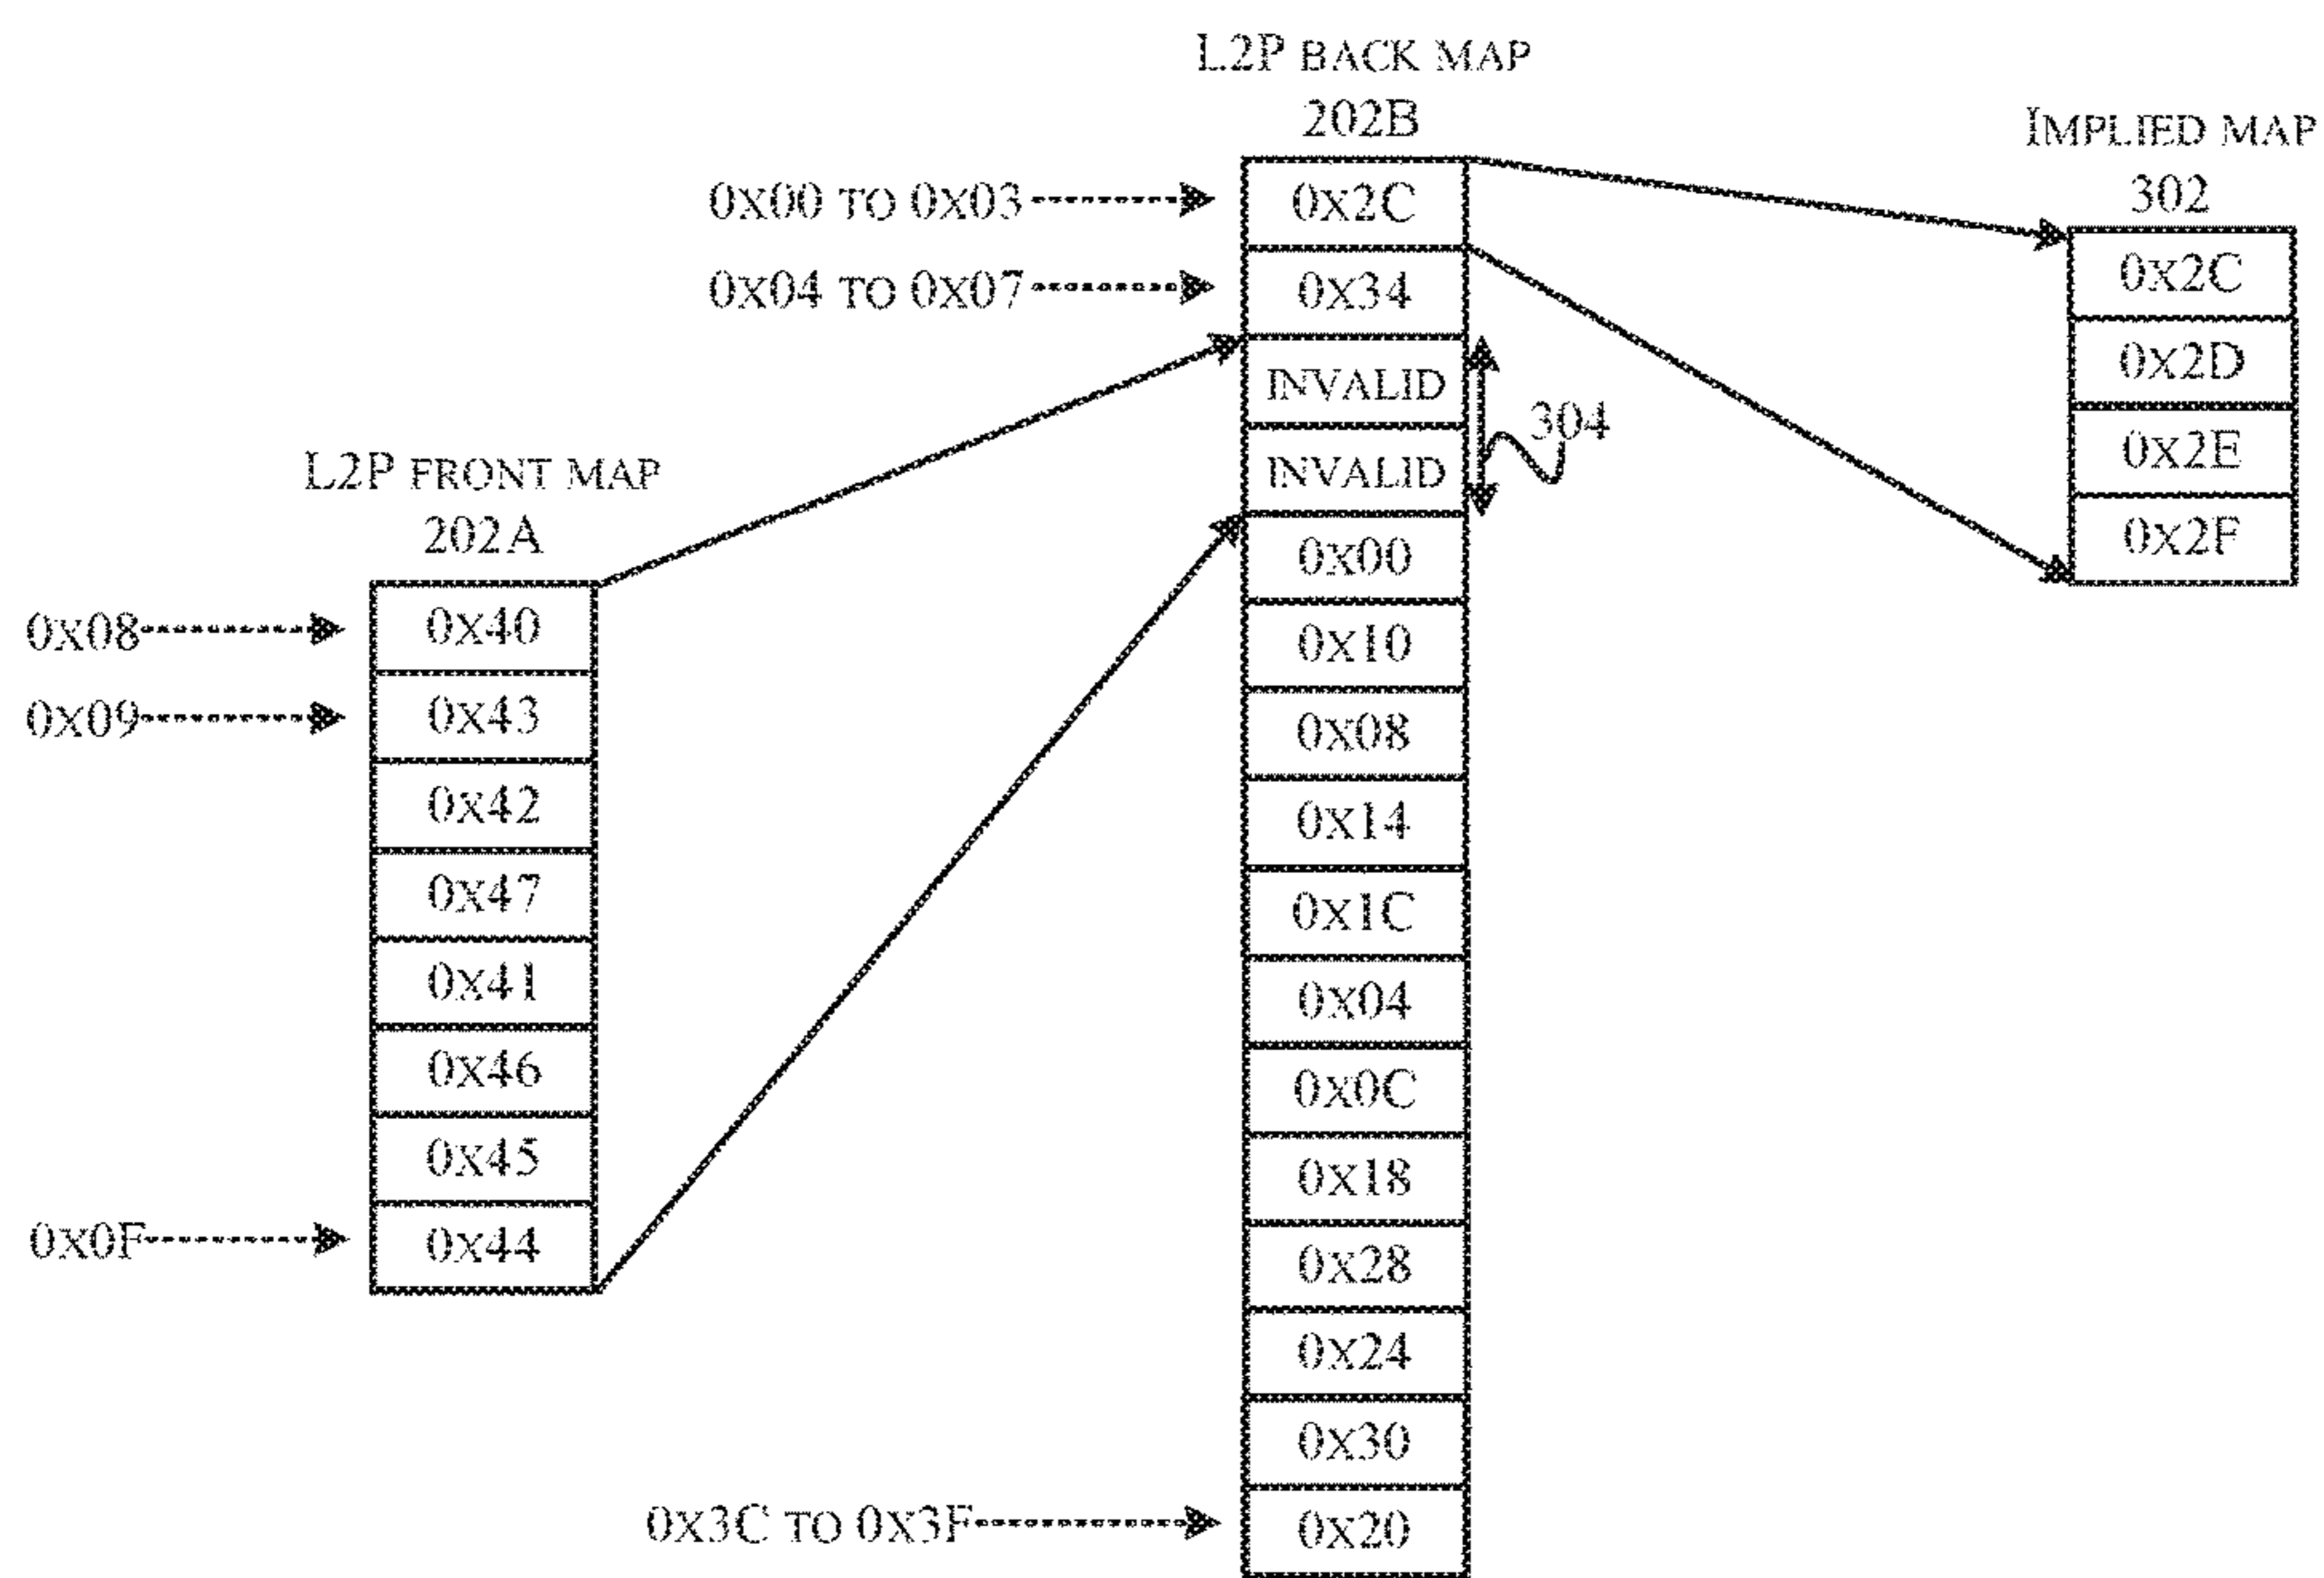 L2P BACK MAP
202B
IMPLIED MAP
302
0X00 TO 0X03
0X2C
0X2C
0X04 TO 0X07
0X34
0X2D
INVALID
0X2E
304
INVALID
0X2F
L2P FRONT MAP
202A
0X00
0X08
0X40
0X10
0X09
0X43
0X08
0X42
0X14
0X47
0X1C
0X41
0X04
0X46
0X0C
0X45
0X18
0X0F
0X44
0X28
0X24
0X30
0X3C TO 0X3F
0X20